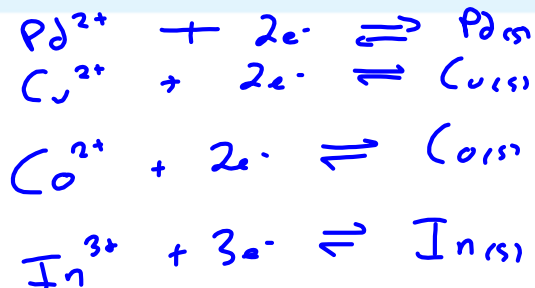 Pd²⁺ + 2e⁻ ⇌ Pd₍ₛ₎
Cu²⁺ + 2e⁻ ⇌ Cu₍ₛ₎
Co²⁺ + 2e⁻ ⇌ Co₍ₛ₎
In³⁺ + 3e⁻ ⇌ In₍ₛ₎